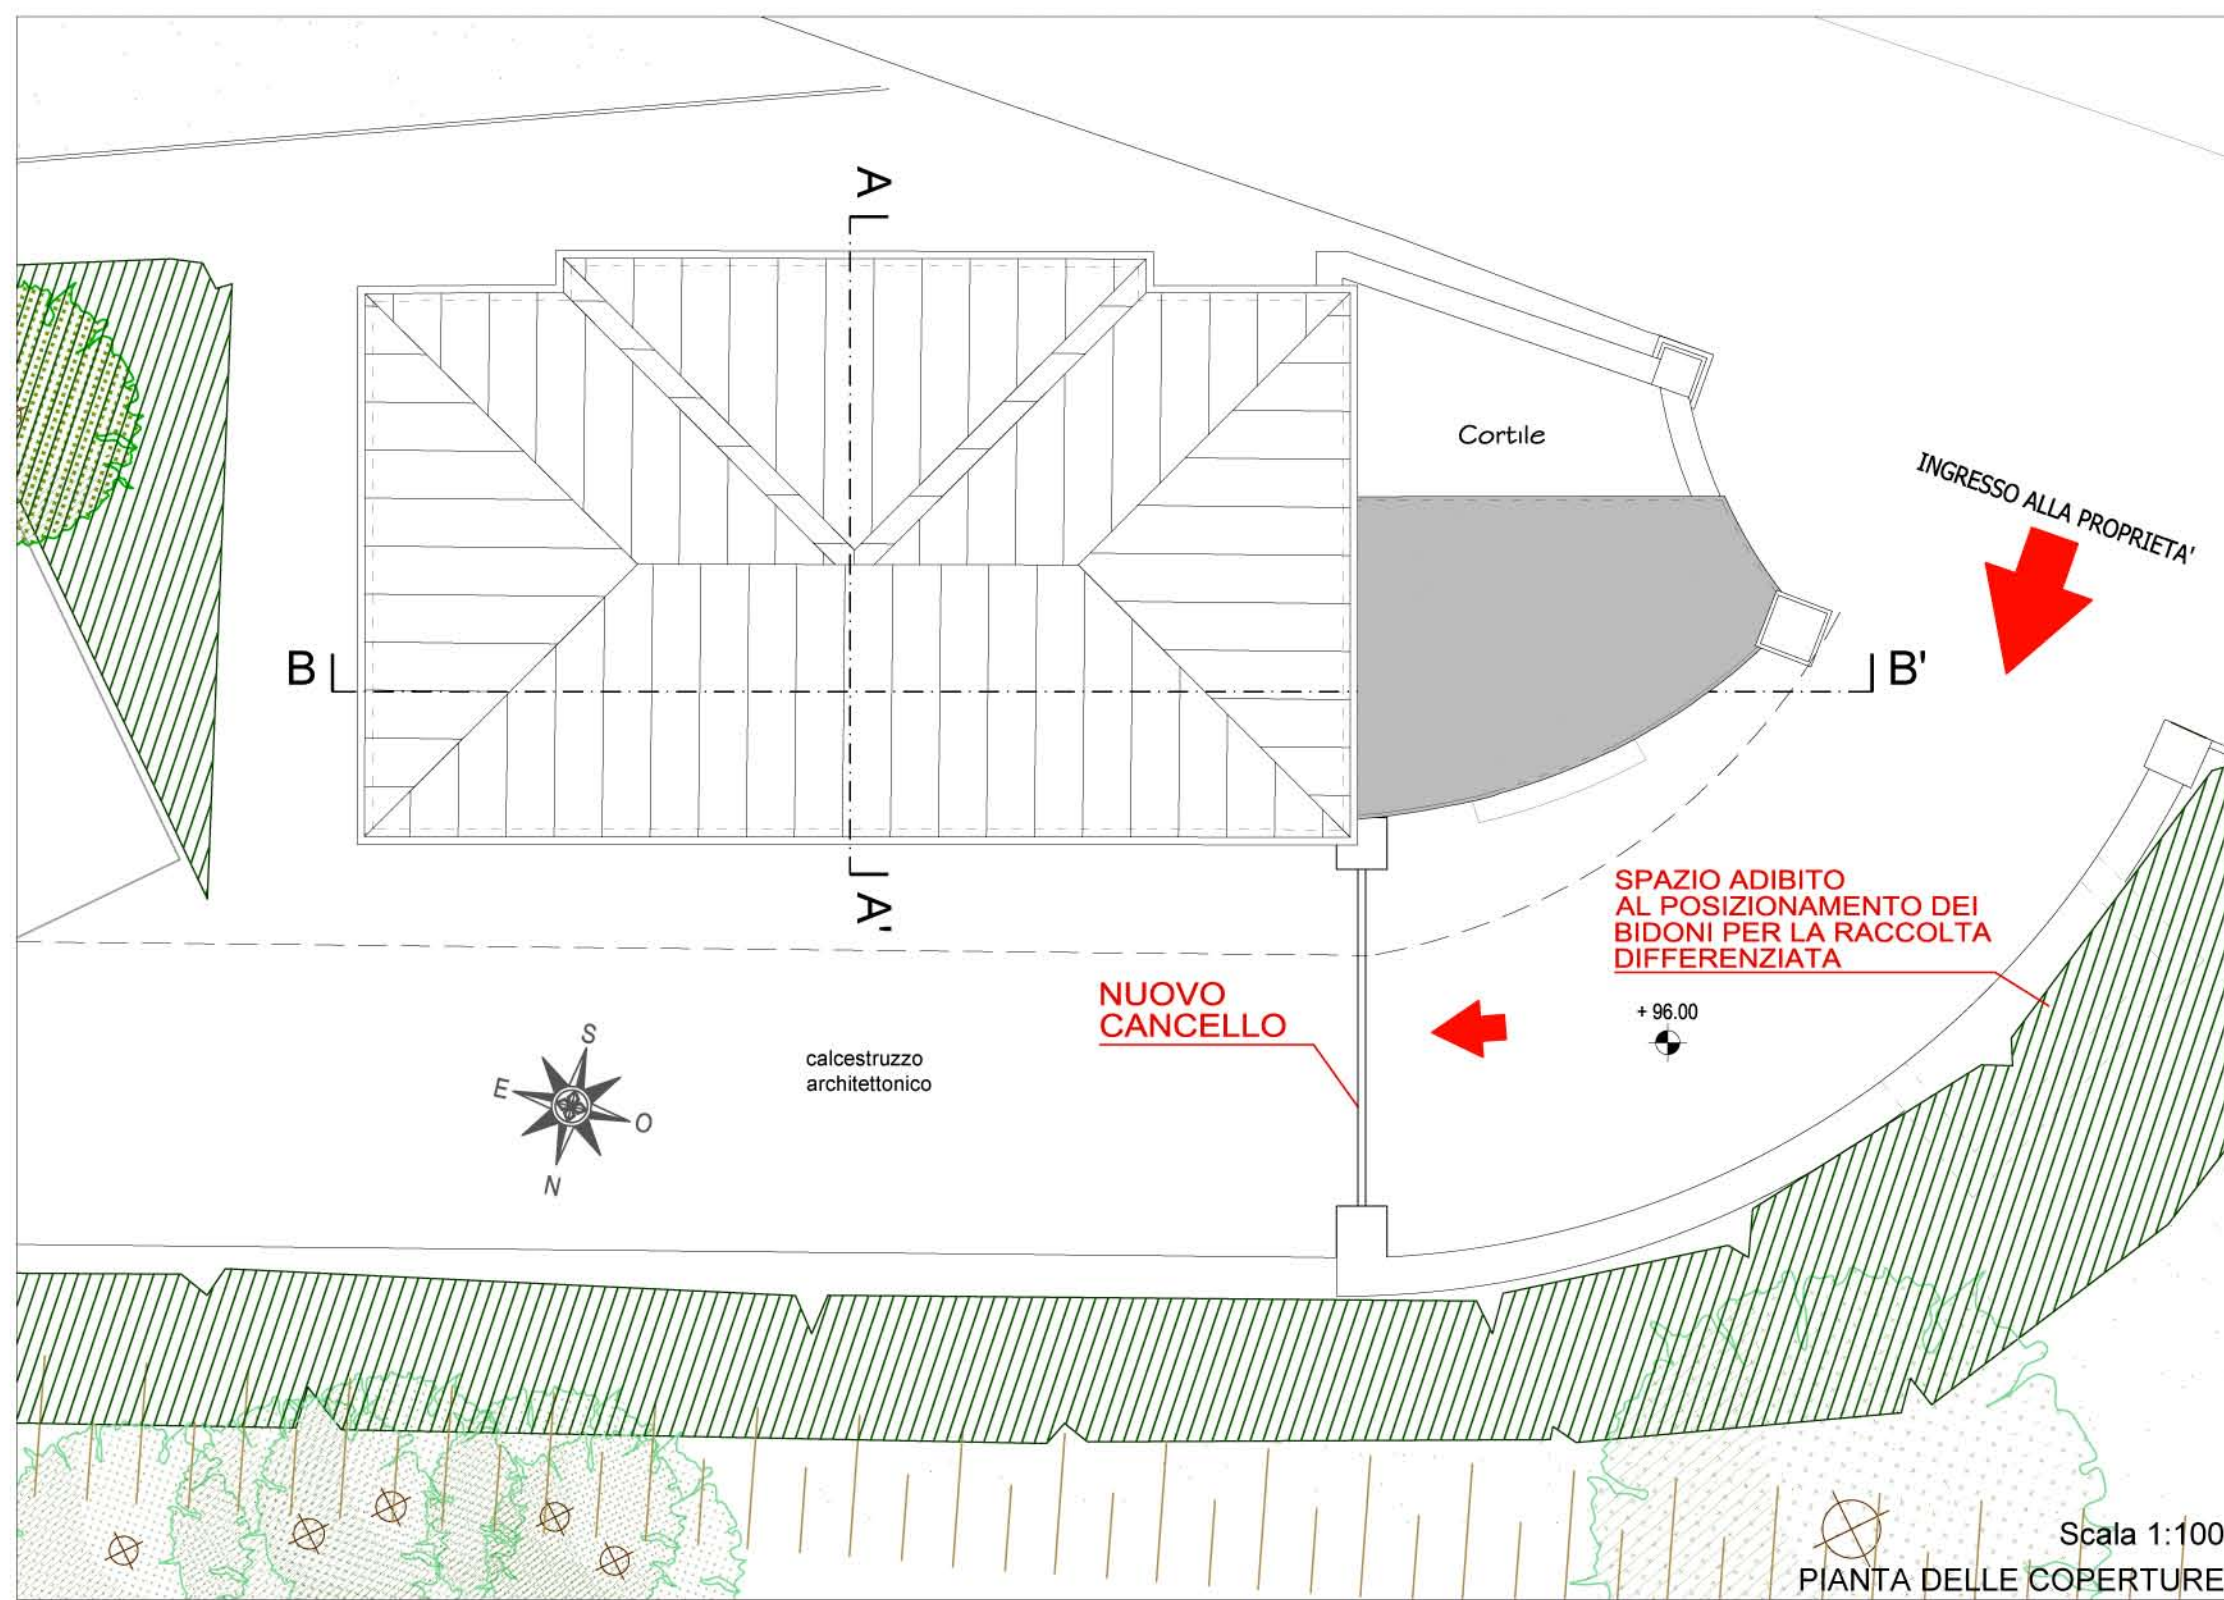 A
Cortile
INGRESSO ALLA PROPRIETA'
B
B'
A'
SPAZIO ADIBITO
AL POSIZIONAMENTO DEI
BIDONI PER LA RACCOLTA
DIFFERENZIATA
NUOVO
CANCELLO
+ 96.00
S
E
O
N
calcestruzzo
architettonico
Scala 1:100
PIANTA DELLE COPERTURE